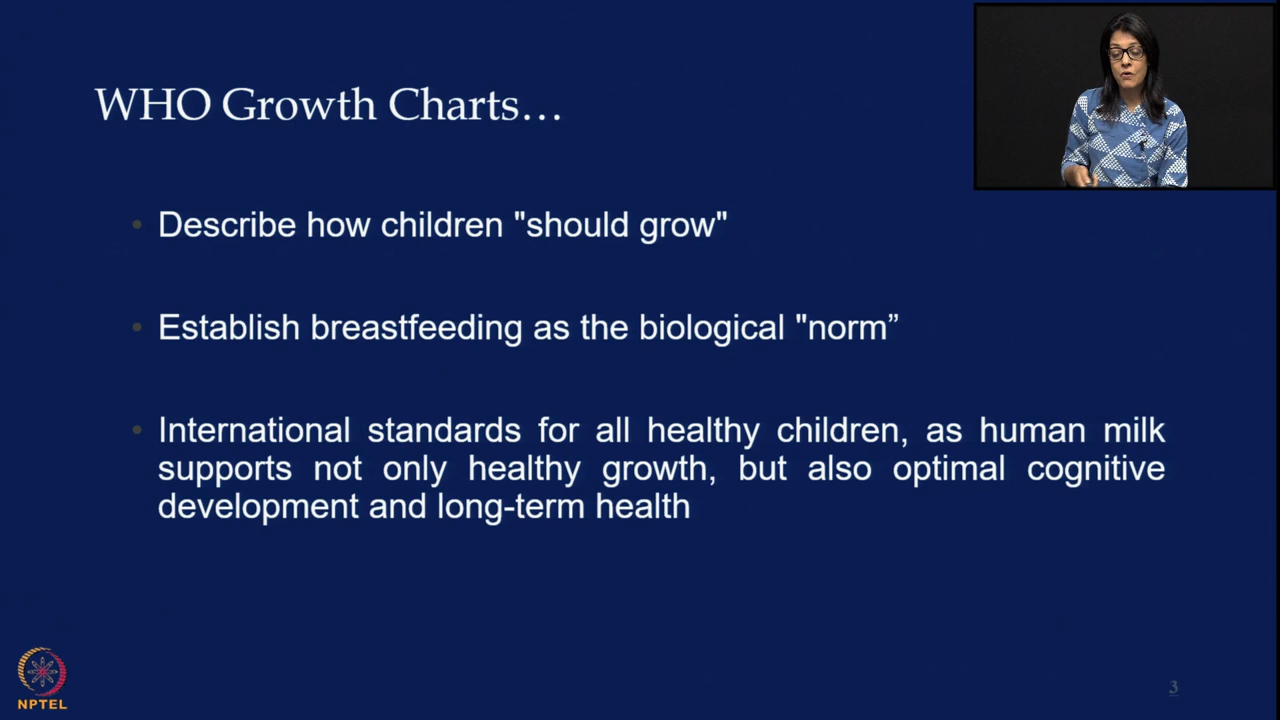 WHO Growth Charts…
• Describe how children "should grow"
• Establish breastfeeding as the biological "norm”
• International standards for all healthy children, as human milk
supports not only healthy growth, but also optimal cognitive
development and long-term health
NPTEL
3